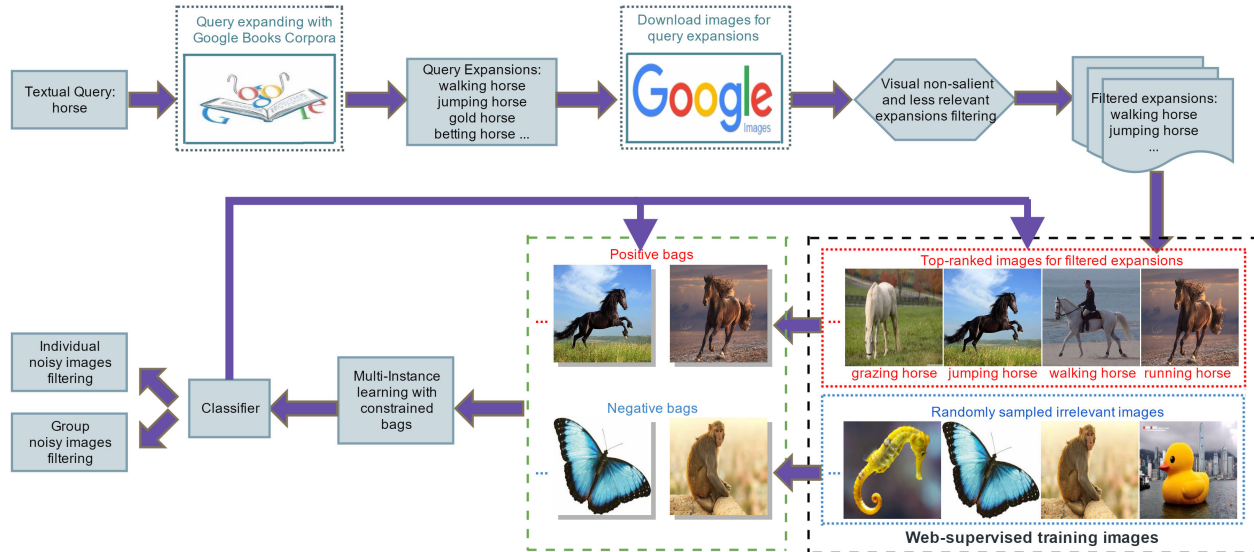 Query expanding with
Google Books Corpora
Download images for
query expansions
Textual Query:
horse
Google
Query Expansions:
walking horse
jumping horse
gold horse
betting horse ...
Google
Images
Visual non-salient
and less relevant
expansions filtering
Filtered expansions:
walking horse
jumping horse
...
Positive bags
...
Top-ranked images for filtered expansions
...
grazing horse
jumping horse
walking horse
running horse
Individual
noisy images
filtering
Group
noisy images
filtering
Classifier
Multi-Instance
learning with
constrained
bags
Negative bags
...
Randomly sampled irrelevant images
...
Web-supervised training images